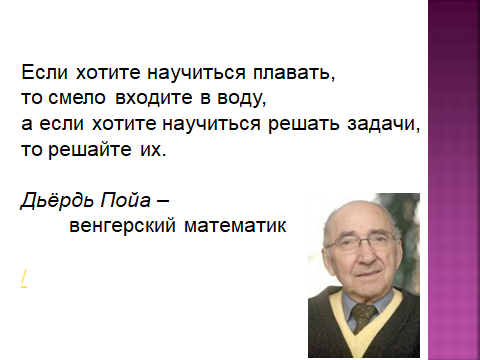 Если хотите научиться плавать,
то смело входите в воду,
а если хотите научиться решать задачи,
то решайте их.
Дьёрдь Пойа –
венгерский математик
/